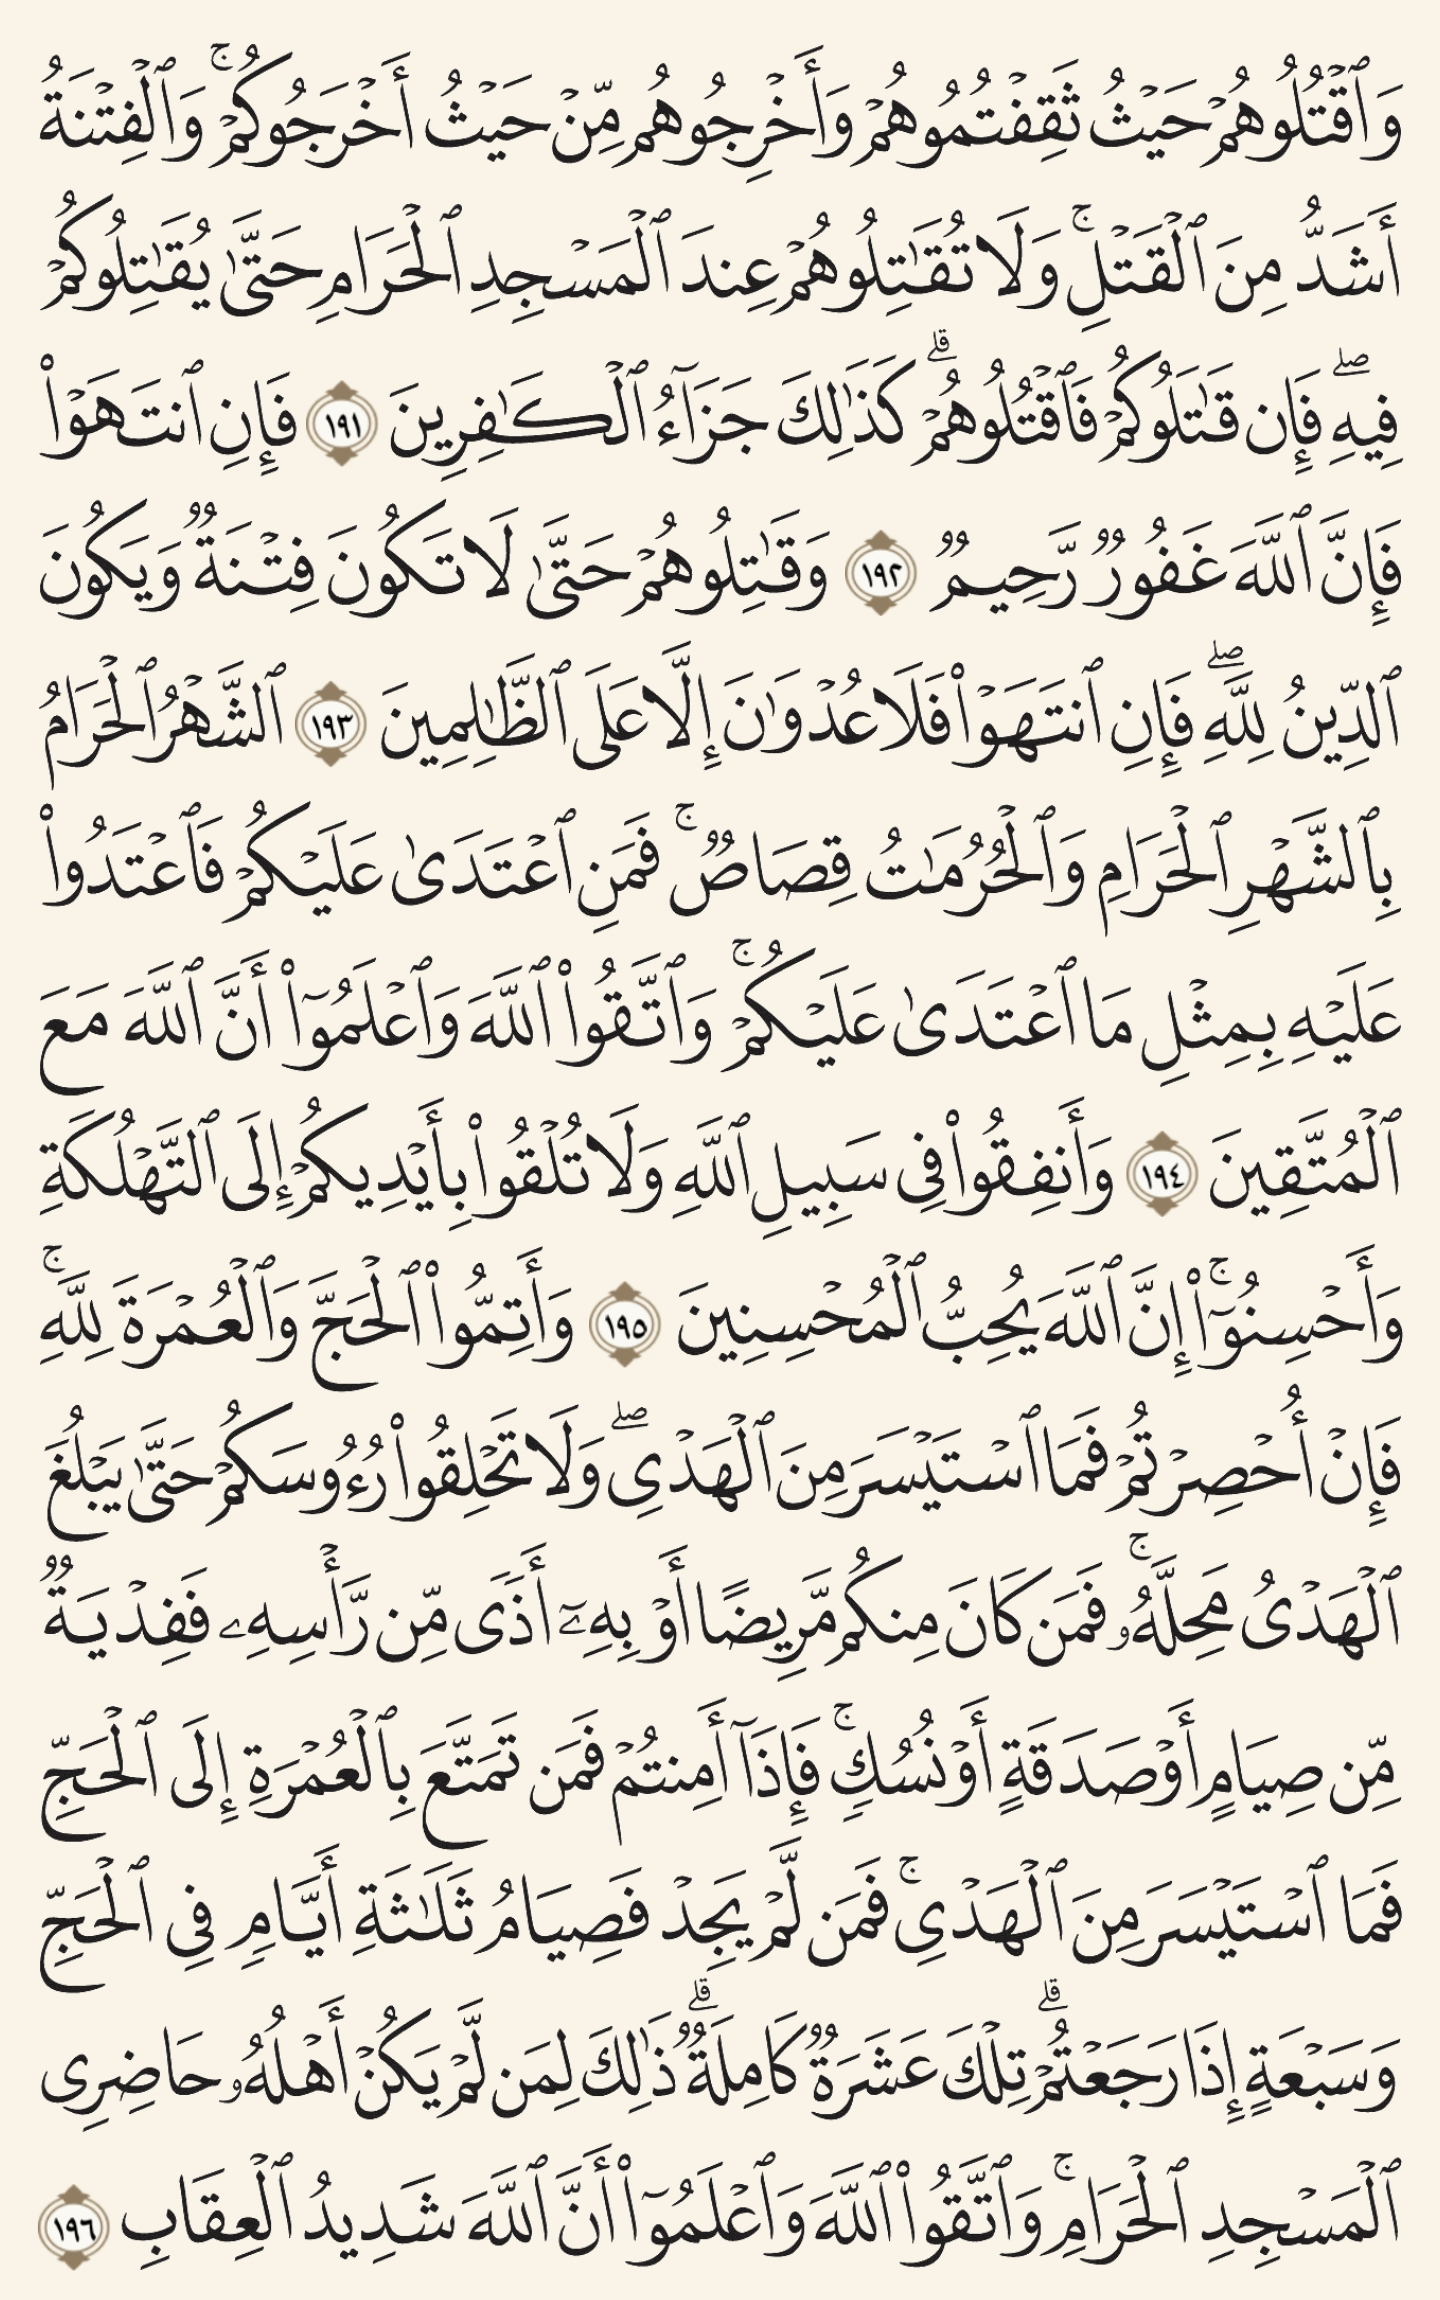 وَٱقۡتُلُوهُمۡ حَيۡثُ ثَقِفۡتُمُوهُمۡ وَأَخۡرِجُوهُم مِّنۡ حَيۡثُ أَخۡرَجُوكُمۡۚ وَٱلۡفِتۡنَةُ
أَشَدُّ مِنَ ٱلۡقَتۡلِۚ وَلَا تُقَٰتِلُوهُمۡ عِندَ ٱلۡمَسۡجِدِ ٱلۡحَرَامِ حَتَّىٰ يُقَٰتِلُوكُمۡ
فِيهِۖ فَإِن قَٰتَلُوكُمۡ فَٱقۡتُلُوهُمۡۗ كَذَٰلِكَ جَزَآءُ ٱلۡكَٰفِرِينَ ١٩١ فَإِنِ ٱنتَهَوۡاْ
فَإِنَّ ٱللَّهَ غَفُورٞ رَّحِيمٞ ١٩٢ وَقَٰتِلُوهُمۡ حَتَّىٰ لَا تَكُونَ فِتۡنَةٞ وَيَكُونَ
ٱلدِّينُ لِلَّهِۖ فَإِنِ ٱنتَهَوۡاْ فَلَا عُدۡوَٰنَ إِلَّا عَلَى ٱلظَّٰلِمِينَ ١٩٣ ٱلشَّهۡرُ ٱلۡحَرَامُ
بِٱلشَّهۡرِ ٱلۡحَرَامِ وَٱلۡحُرُمَٰتُ قِصَاصٞۚ فَمَنِ ٱعۡتَدَىٰ عَلَيۡكُمۡ فَٱعۡتَدُواْ
عَلَيۡهِ بِمِثۡلِ مَا ٱعۡتَدَىٰ عَلَيۡكُمۡۚ وَٱتَّقُواْ ٱللَّهَ وَٱعۡلَمُوٓاْ أَنَّ ٱللَّهَ مَعَ
ٱلۡمُتَّقِينَ ١٩٤ وَأَنفِقُواْ فِي سَبِيلِ ٱللَّهِ وَلَا تُلۡقُواْ بِأَيۡدِيكُمۡ إِلَى ٱلتَّهۡلُكَةِ
وَأَحۡسِنُوٓاْۚ إِنَّ ٱللَّهَ يُحِبُّ ٱلۡمُحۡسِنِينَ ١٩٥ وَأَتِمُّواْ ٱلۡحَجَّ وَٱلۡعُمۡرَةَ لِلَّهِۚ
فَإِنۡ أُحۡصِرۡتُمۡ فَمَا ٱسۡتَيۡسَرَ مِنَ ٱلۡهَدۡيِۖ وَلَا تَحۡلِقُواْ رُءُوسَكُمۡ حَتَّىٰ يَبۡلُغَ
ٱلۡهَدۡيُ مَحِلَّهُۥۚ فَمَن كَانَ مِنكُم مَّرِيضًا أَوۡ بِهِۦٓ أَذٗى مِّن رَّأۡسِهِۦ فَفِدۡيَةٞ
مِّن صِيَامٍ أَوۡ صَدَقَةٍ أَوۡ نُسُكٖۚ فَإِذَآ أَمِنتُمۡ فَمَن تَمَتَّعَ بِٱلۡعُمۡرَةِ إِلَى ٱلۡحَجِّ
فَمَا ٱسۡتَيۡسَرَ مِنَ ٱلۡهَدۡيِۚ فَمَن لَّمۡ يَجِدۡ فَصِيَامُ ثَلَٰثَةِ أَيَّامٖ فِي ٱلۡحَجِّ
وَسَبۡعَةٍ إِذَا رَجَعۡتُمۡۗ تِلۡكَ عَشَرَةٞ كَامِلَةٞۗ ذَٰلِكَ لِمَن لَّمۡ يَكُنۡ أَهۡلُهُۥ حَاضِرِي
ٱلۡمَسۡجِدِ ٱلۡحَرَامِۚ وَٱتَّقُواْ ٱللَّهَ وَٱعۡلَمُوٓاْ أَنَّ ٱللَّهَ شَدِيدُ ٱلۡعِقَابِ ١٩٦